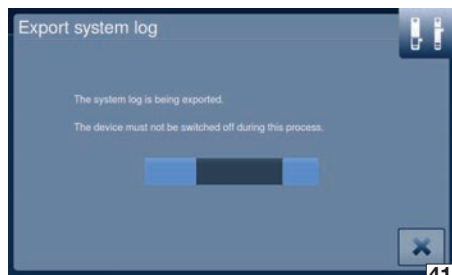 Export system log
The system log is being exported.
The device must not be switched off during this process.
41